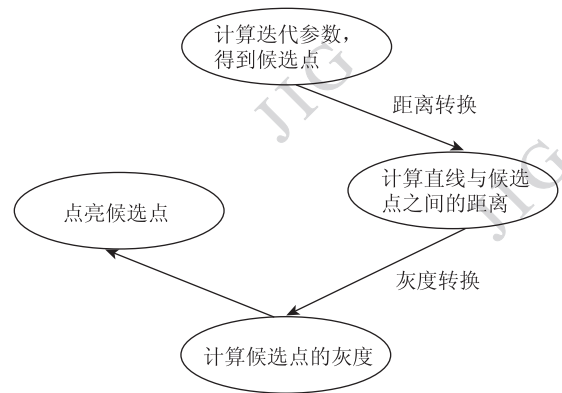 计算迭代参数，
得到候选点
JIG
距离转换
计算直线与候选
点之间的距离
JIG
点亮候选点
灰度转换
计算候选点的灰度